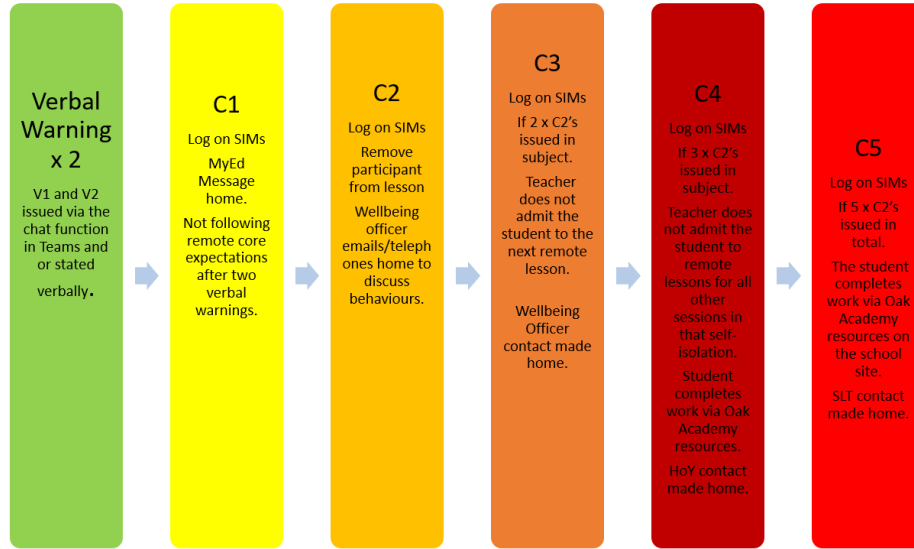 Verbal
Warning
x 2
V1 and V2
issued via the
chat function
in Teams and
or stated
verbally.
C1
Log on SIMs
MyEd
Message
home.
Not following
remote core
expectations
after two
verbal
warnings.
C2
Log on SIMs
Remove
participant
from lesson
Wellbeing
officer
emails/teleph
ones home to
discuss
behaviours.
C3
Log on SIMs
If 2 x C2’s
issued in
subject.
Teacher
does not
admit the
student to
the next
remote
lesson.
Wellbeing
Officer
contact made
home.
C4
Log on SIMs
If 3 x C2’s
issued in
subject.
Teacher does
not admit the
student to
remote
lessons for all
other
sessions in
that self-
isolation.
Student
completes
work via Oak
Academy
resources.
HoY contact
made home.
C5
Log on SIMs
If 5 x C2’s
issued in
total.
The student
completes
work via Oak
Academy
resources on
the school
site.
SLT contact
made home.